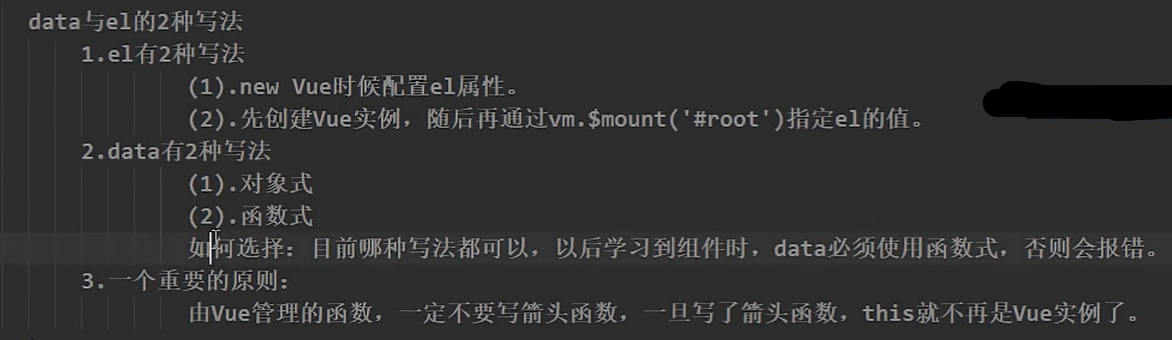 data与el的2种写法
1.el有2种写法
(1).new Vue时候配置el属性。
(2).先创建Vue实例，随后再通过vm.$mount('#root')指定el的值。
2.data有2种写法
(1).对象式
(2).函数式
如何选择：目前哪种写法都可以，以后学习到组件时，data必须使用函数式，否则会报错。
3.一个重要的原则：
由Vue管理的函数，一定不要写箭头函数，一旦写了箭头函数，this就不再是Vue实例了。